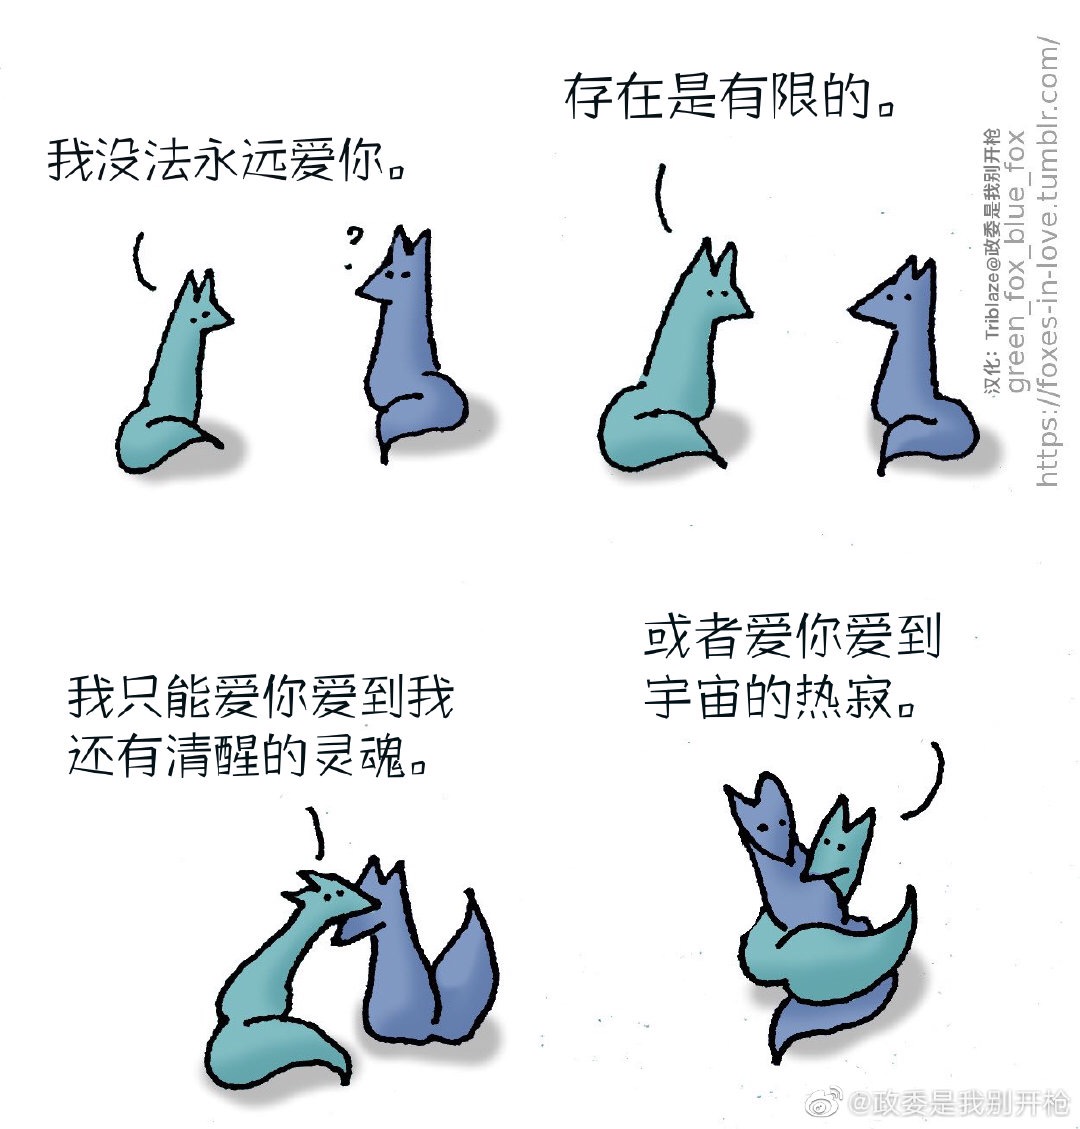 我没法永远爱你。
?
存在是有限的。
汉化：Triblaze@政委是我别开枪
green_fox_blue_fox
https://foxes-in-love.tumblr.com/
我只能爱你爱到我
还有清醒的灵魂。
或者爱你爱到
宇宙的热寂。
@政委是我别开枪